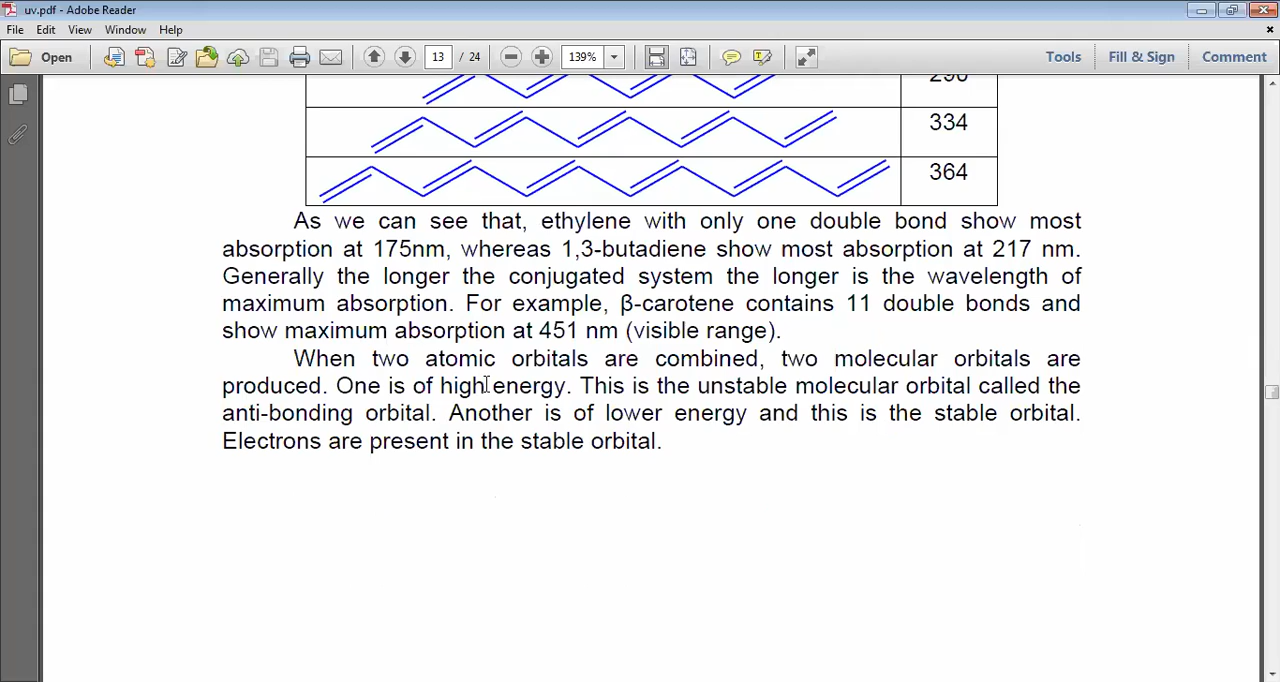 uv.pdf - Adobe Reader
File Edit View Window Help
Open 13 / 24 139% Tools Fill & Sign Comment
334
364
As we can see that, ethylene with only one double bond show most
absorption at 175nm, whereas 1,3-butadiene show most absorption at 217 nm.
Generally the longer the conjugated system the longer is the wavelength of
maximum absorption. For example, β-carotene contains 11 double bonds and
show maximum absorption at 451 nm (visible range).
When two atomic orbitals are combined, two molecular orbitals are
produced. One is of high energy. This is the unstable molecular orbital called the
anti-bonding orbital. Another is of lower energy and this is the stable orbital.
Electrons are present in the stable orbital.